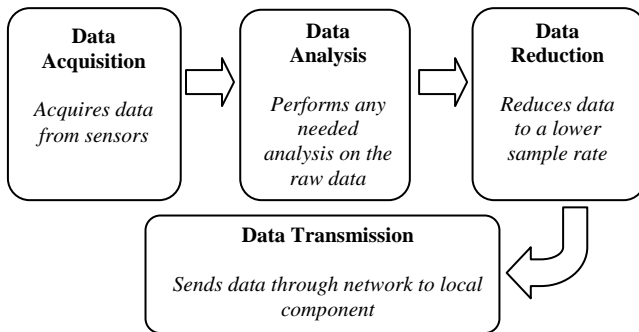 Data
Acquisition
Acquires data
from sensors
Data
Analysis
Performs any
needed
analysis on the
raw data
Data
Reduction
Reduces data
to a lower
sample rate
Data Transmission
Sends data through network to local
component